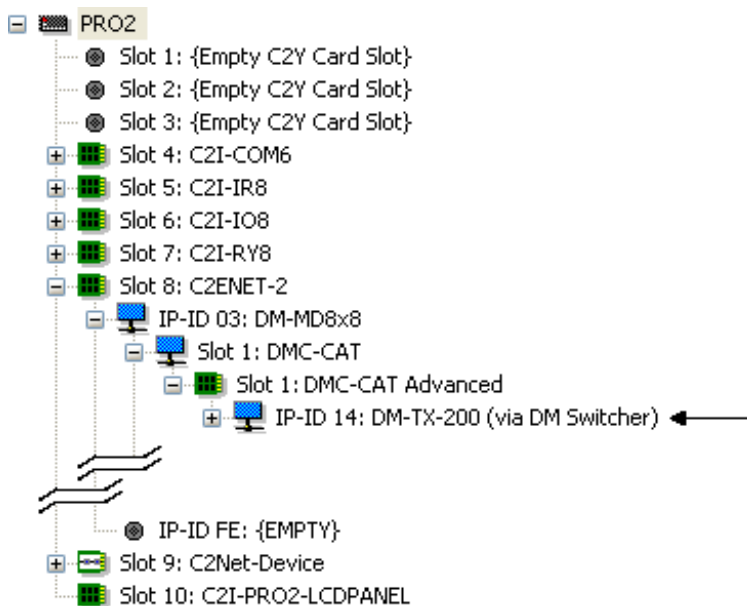 PRO2
Slot 1: {Empty C2Y Card Slot}
Slot 2: {Empty C2Y Card Slot}
Slot 3: {Empty C2Y Card Slot}
Slot 4: C2I-COM6
Slot 5: C2I-IR8
Slot 6: C2I-IO8
Slot 7: C2I-RY8
Slot 8: C2ENET-2
IP-ID 03: DM-MD8x8
Slot 1: DMC-CAT
Slot 1: DMC-CAT Advanced
IP-ID 14: DM-TX-200 (via DM Switcher)
IP-ID FE: {EMPTY}
Slot 9: C2Net-Device
Slot 10: C2I-PRO2-LCDPANEL